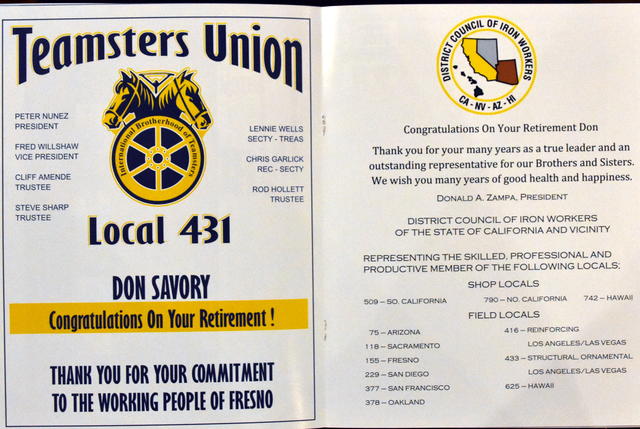 Teamsters Union
PETER NUNEZ
PRESIDENT
FRED WILLSHAW
VICE PRESIDENT
CLIFF AMENDE
TRUSTEE
STEVE SHARP
TRUSTEE
International Brotherhood of Teamsters
LENNIE WELLS
SECTY - TREAS
CHRIS GARLICK
REC - SECTY
ROD HOLLETT
TRUSTEE
Local 431
DON SAVORY
Congratulations On Your Retirement !
THANK YOU FOR YOUR COMMITMENT
TO THE WORKING PEOPLE OF FRESNO
DISTRICT COUNCIL OF IRON WORKERS
CA - NV - AZ - HI
Congratulations On Your Retirement Don
Thank you for your many years as a true leader and an
outstanding representative for our Brothers and Sisters.
We wish you many years of good health and happiness.
DONALD A. ZAMPA, PRESIDENT
DISTRICT COUNCIL OF IRON WORKERS
OF THE STATE OF CALIFORNIA AND VICINITY
REPRESENTING THE SKILLED, PROFESSIONAL AND
PRODUCTIVE MEMBER OF THE FOLLOWING LOCALS:
SHOP LOCALS
509 – SO. CALIFORNIA 790 – NO. CALIFORNIA 742 – HAWAII
FIELD LOCALS
75 – ARIZONA
118 – SACRAMENTO
155 – FRESNO
229 – SAN DIEGO
377 – SAN FRANCISCO
378 – OAKLAND
416 – REINFORCING
LOS ANGELES/LAS VEGAS
433 – STRUCTURAL, ORNAMENTAL
LOS ANGELES/LAS VEGAS
625 – HAWAII